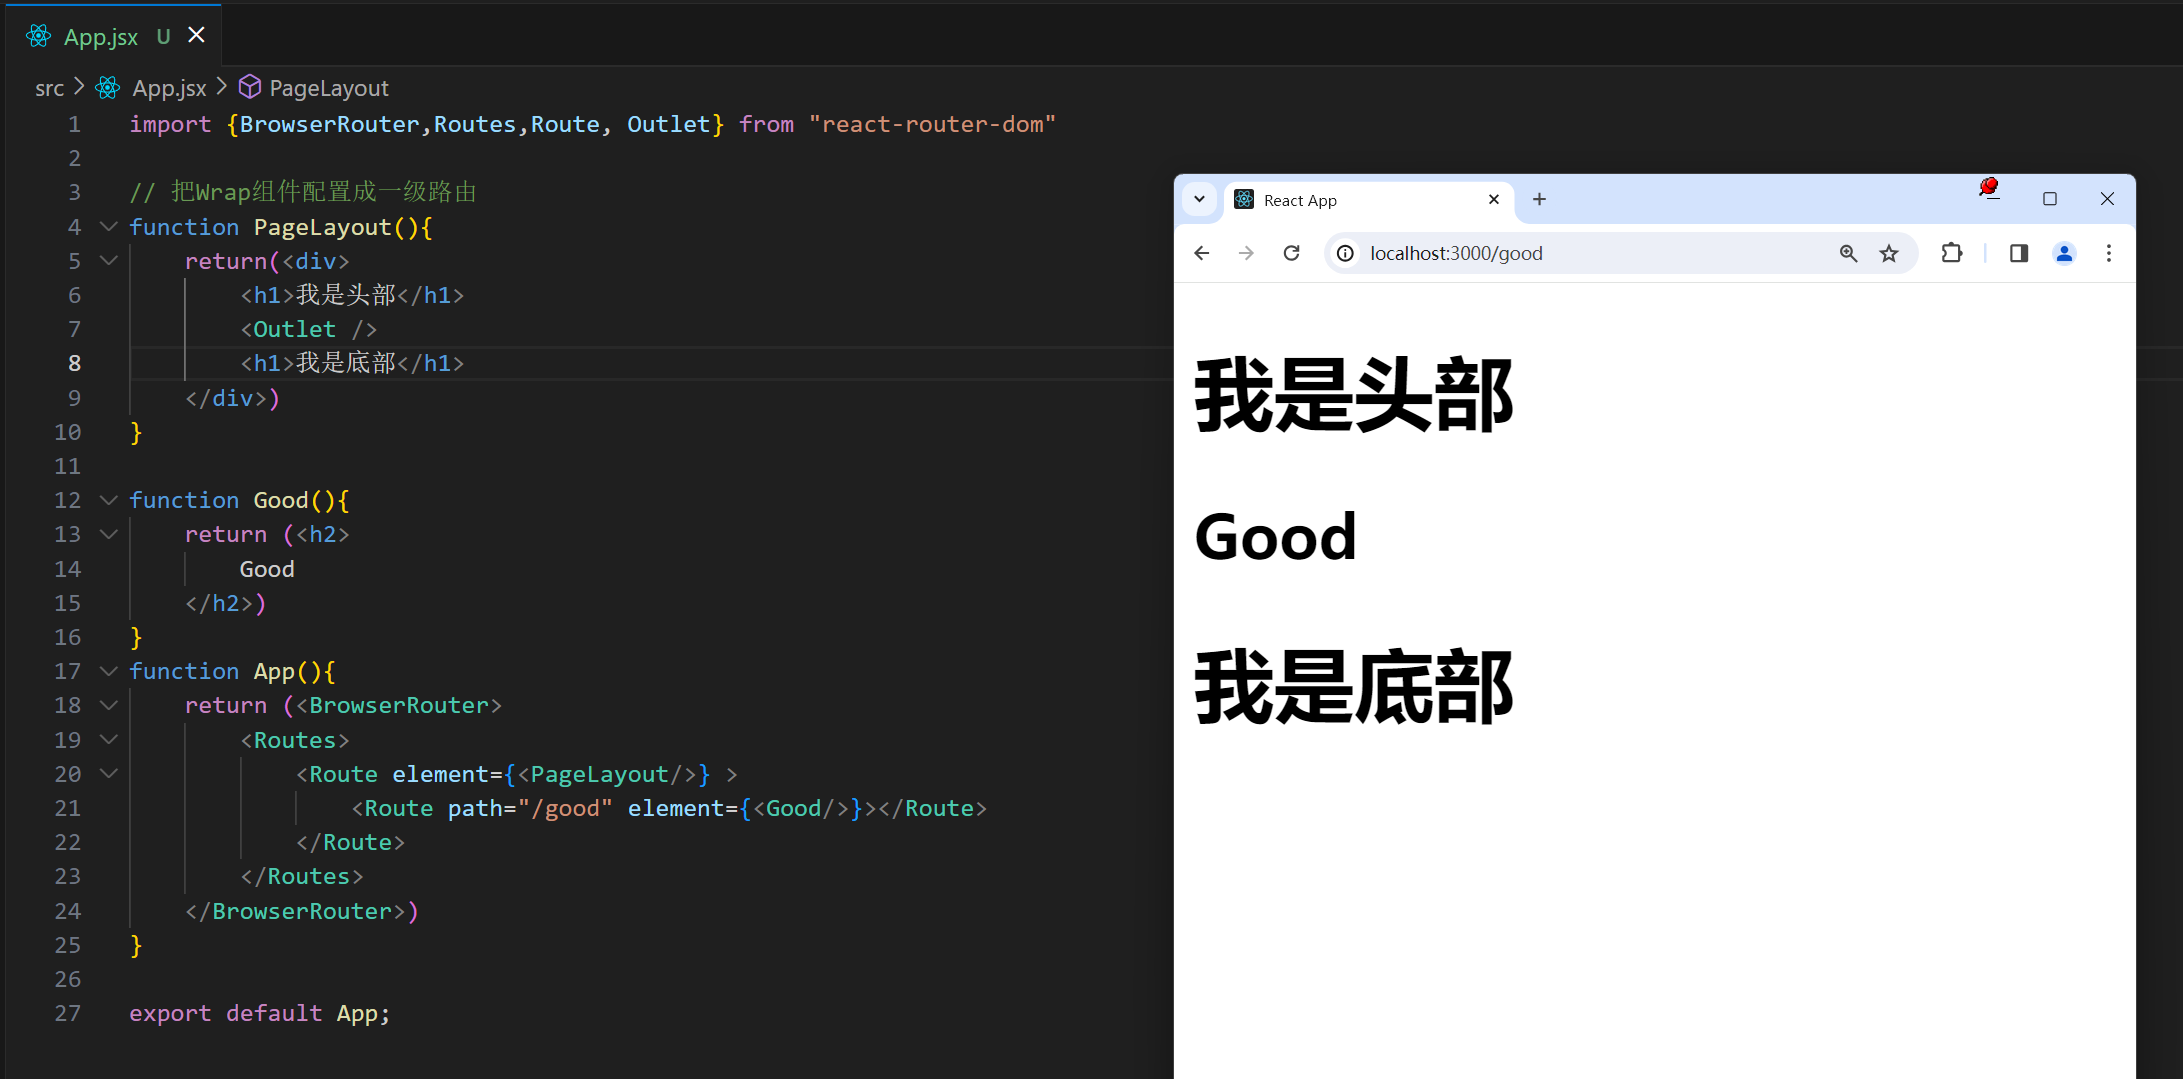 App.jsx U
src > App.jsx > PageLayout
1 import {BrowserRouter,Routes,Route, Outlet} from "react-router-dom"
2
3 // 把Wrap组件配置成一级路由
4 function PageLayout(){
5     return(<div>
6         <h1>我是头部</h1>
7         <Outlet />
8         <h1>我是底部</h1>
9     </div>)
10 }
11
12 function Good(){
13     return (<h2>
14         Good
15     </h2>)
16 }
17 function App(){
18     return (<BrowserRouter>
19         <Routes>
20             <Route element={<PageLayout/>} >
21                 <Route path="/good" element={<Good/>}></Route>
22             </Route>
23         </Routes>
24     </BrowserRouter>)
25 }
26
27 export default App;
React App
localhost:3000/good
我是头部
Good
我是底部